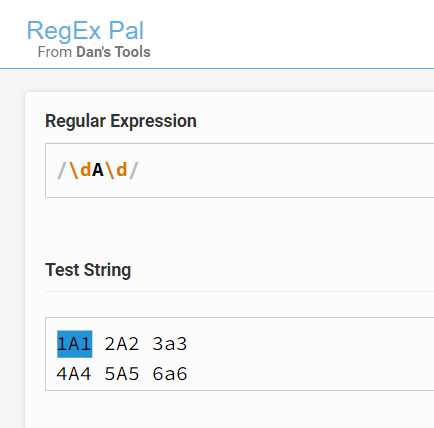 RegEx Pal
From Dan's Tools
Regular Expression
/\dA\d/
Test String
1A1 2A2 3a3
4A4 5A5 6a6